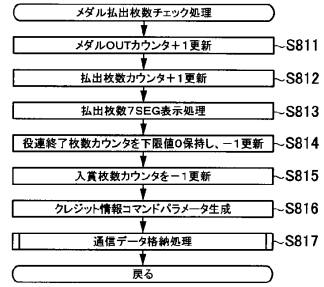 メダル払出枚数チェック処理
メダルOUTカウンタ+1更新 S811
払出枚数カウンタ+1更新 S812
払出枚数7SEG表示処理 S813
役連終了枚数カウンタを下限値0保持し、-1更新 S814
入賞枚数カウンタを-1更新 S815
クレジット情報コマンドパラメータ生成 S816
通信データ格納処理 S817
戻る